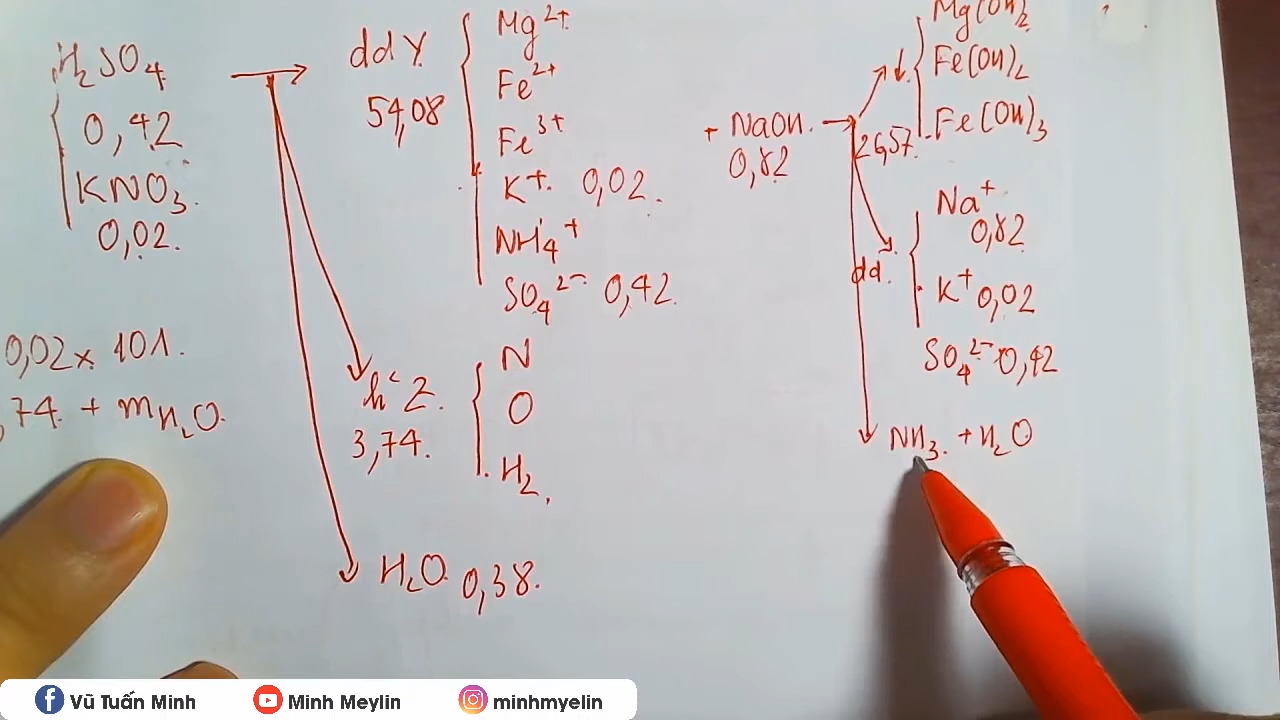 H₂SO₄
0,42
KNO₃.
0,02.
0,02 x 101.
,74. + mH₂O.
ddY
54,08
Mg²⁺
Fe²⁺
Fe³⁺
K⁺. 0,02.
NH₄⁺
SO₄²⁻ 0,42.
h² Z.
3,74.
N
O
H₂.
H₂O. 0,38.
+ NaOH.
0,82
↓
26,57.
Mg(OH)₂
Fe(OH)₂
Fe(OH)₃
dd.
Na⁺
0,82
K⁺ 0,02
SO₄²⁻ 0,42
NH₃. + H₂O
Vũ Tuấn Minh
Minh Meylin
minhmyelin